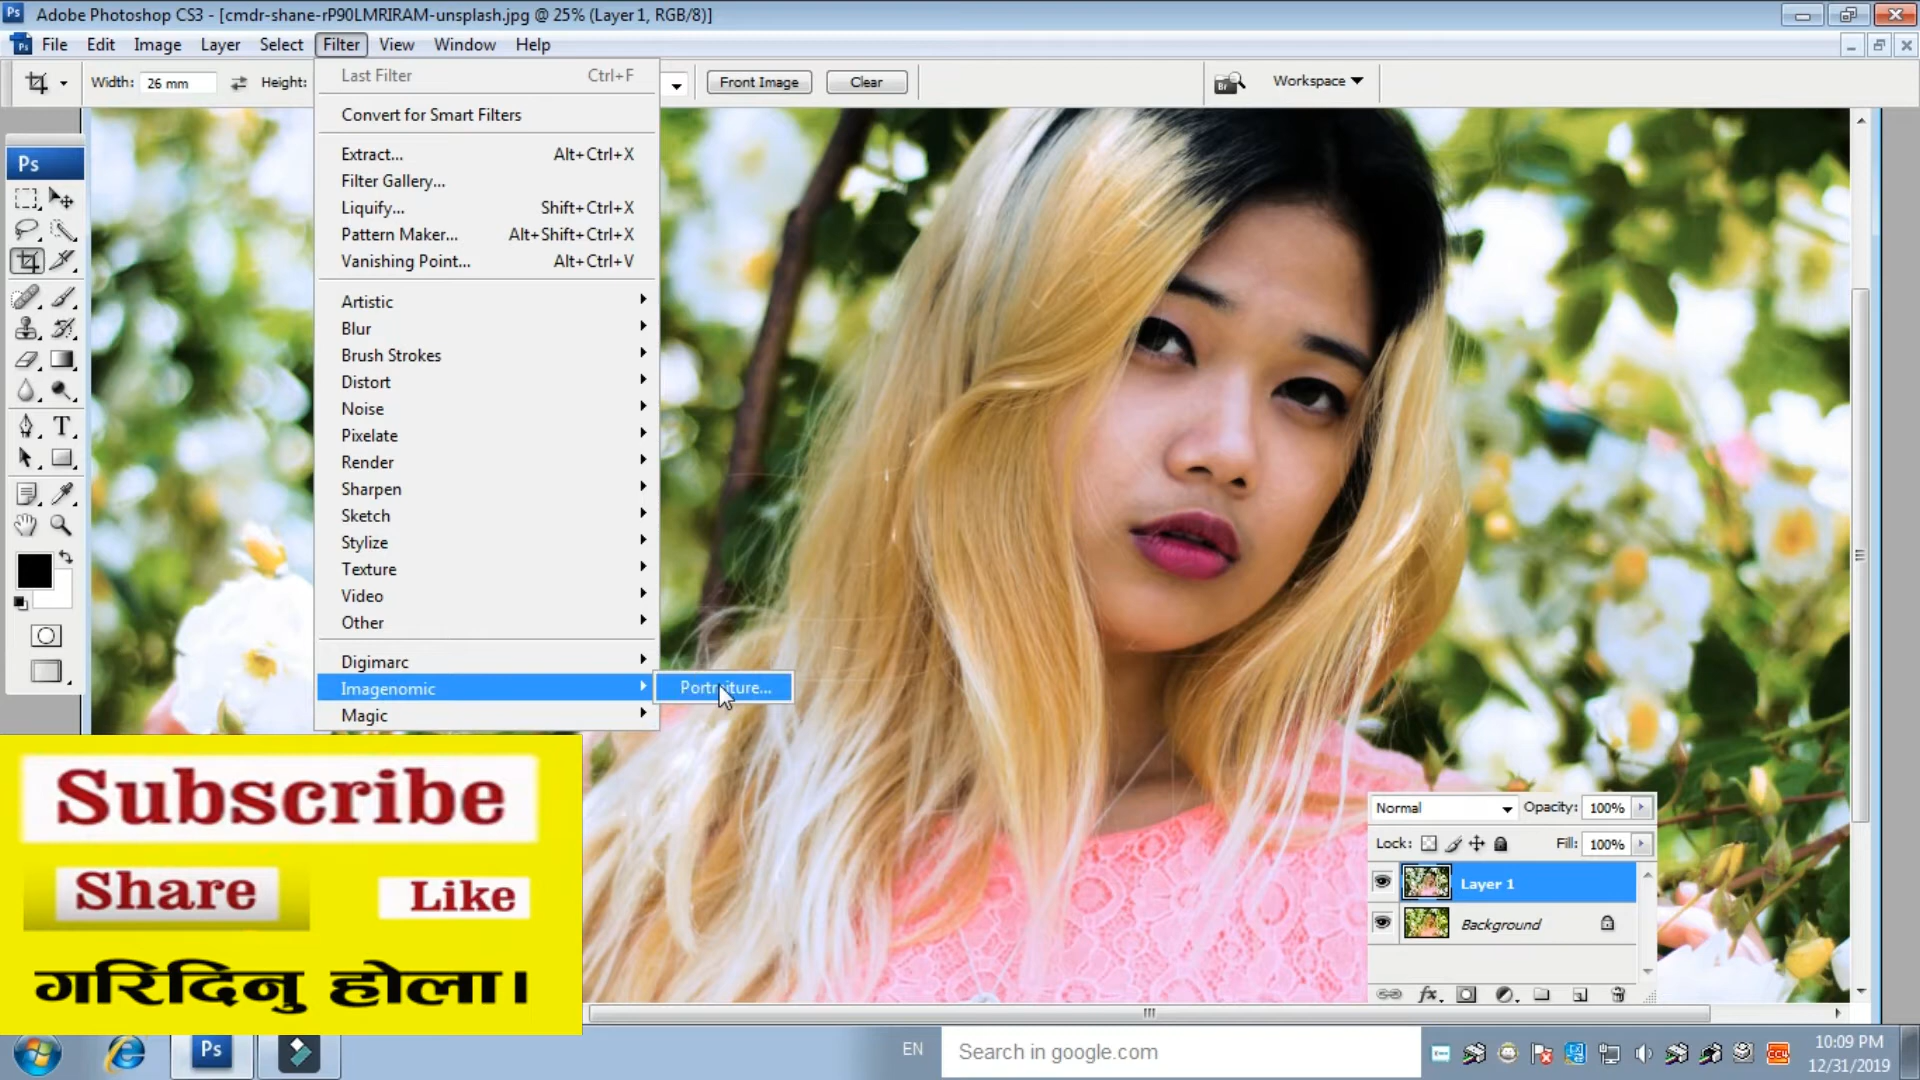 Adobe Photoshop CS3 - [cmdr-shane-rP90LMRIRAM-unsplash.jpg @ 25% (Layer 1, RGB/8)]
File Edit Image Layer Select Filter View Window Help
Width: 26 mm Height: Front Image Clear Workspace
Last Filter Ctrl+F
Convert for Smart Filters
Extract... Alt+Ctrl+X
Filter Gallery...
Liquify... Shift+Ctrl+X
Pattern Maker... Alt+Shift+Ctrl+X
Vanishing Point... Alt+Ctrl+V
Artistic
Blur
Brush Strokes
Distort
Noise
Pixelate
Render
Sharpen
Sketch
Stylize
Texture
Video
Other
Digimarc
Imagenomic Portraiture...
Magic
Ps
Subscribe
Share Like
गरिदिनु होला।
Normal Opacity: 100%
Lock: Fill: 100%
Layer 1
Background
Ps EN Search in google.com
10:09 PM
12/31/2019